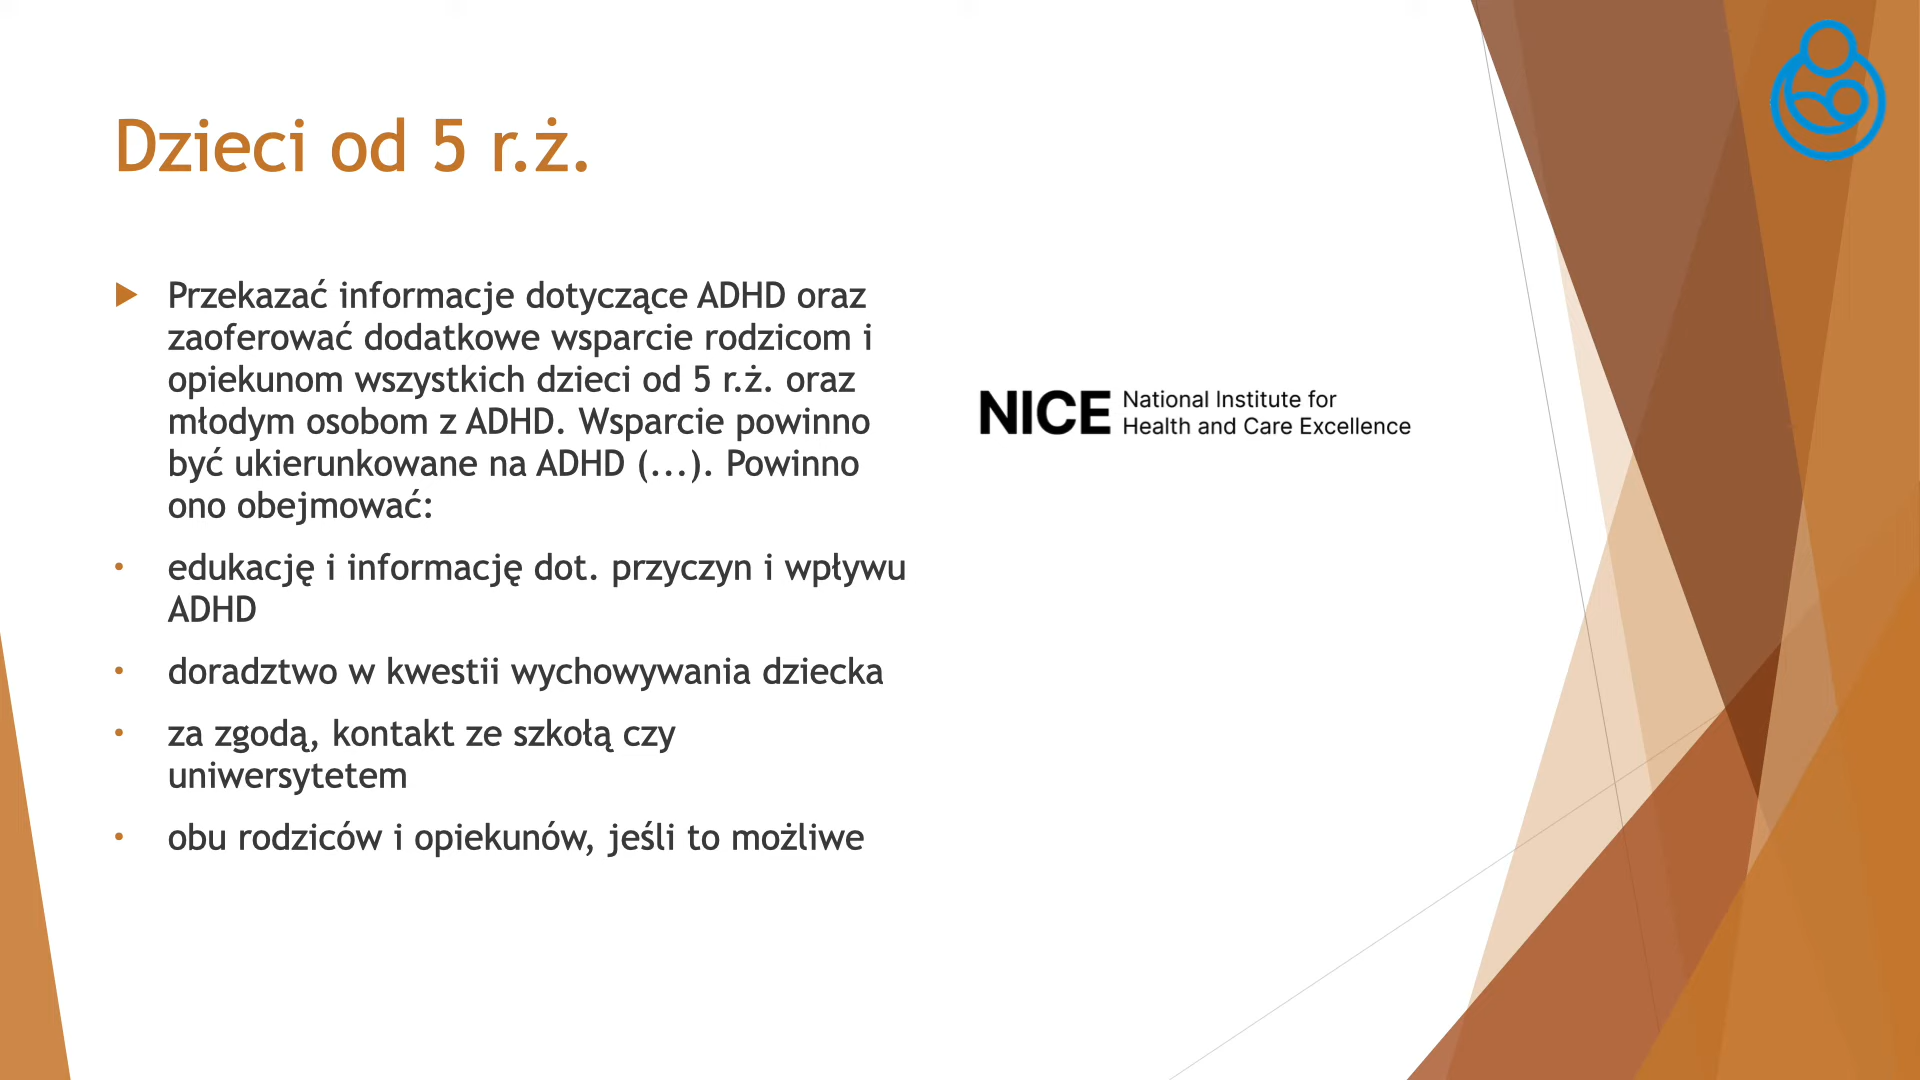 Dzieci od 5 r.ż.
Przekazać informacje dotyczące ADHD oraz
zaoferować dodatkowe wsparcie rodzicom i
opiekunom wszystkich dzieci od 5 r.ż. oraz
młodym osobom z ADHD. Wsparcie powinno
być ukierunkowane na ADHD (...). Powinno
ono obejmować:
• edukację i informację dot. przyczyn i wpływu
ADHD
• doradztwo w kwestii wychowywania dziecka
• za zgodą, kontakt ze szkołą czy
uniwersytetem
• obu rodziców i opiekunów, jeśli to możliwe
NICE National Institute for
Health and Care Excellence